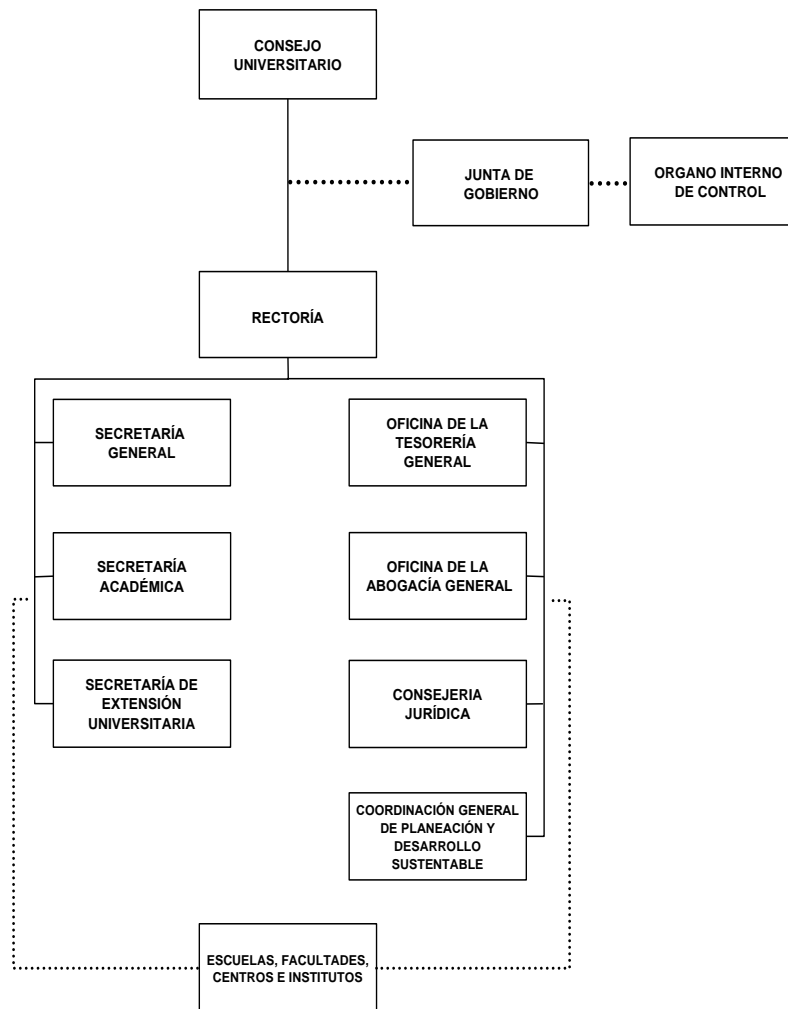 CONSEJO
UNIVERSITARIO
JUNTA DE
GOBIERNO
ORGANO INTERNO
DE CONTROL
RECTORÍA
SECRETARÍA
GENERAL
OFICINA DE LA
TESORERÍA
GENERAL
SECRETARÍA
ACADÉMICA
OFICINA DE LA
ABOGACÍA GENERAL
SECRETARÍA DE
EXTENSIÓN
UNIVERSITARIA
CONSEJERIA
JURÍDICA
COORDINACIÓN GENERAL
DE PLANEACIÓN Y
DESARROLLO
SUSTENTABLE
ESCUELAS, FACULTADES,
CENTROS E INSTITUTOS